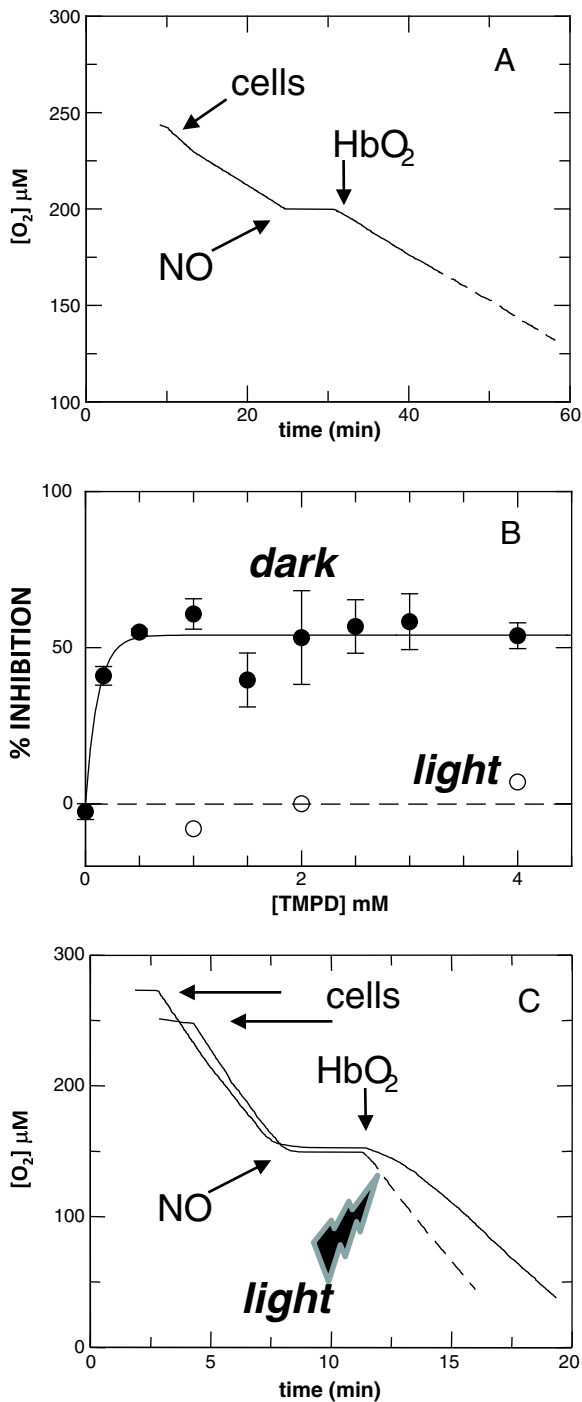 300
A
cells
250
HbO2
[O2] μM
200
NO
150
100
0
20
40
60
time (min)
100
B
dark
% INHIBITION
50
light
0
0
2
4
[TMPD] mM
300
cells
C
HbO2
200
[O2] μM
NO
100
light
0
0
5
10
15
20
time (min)